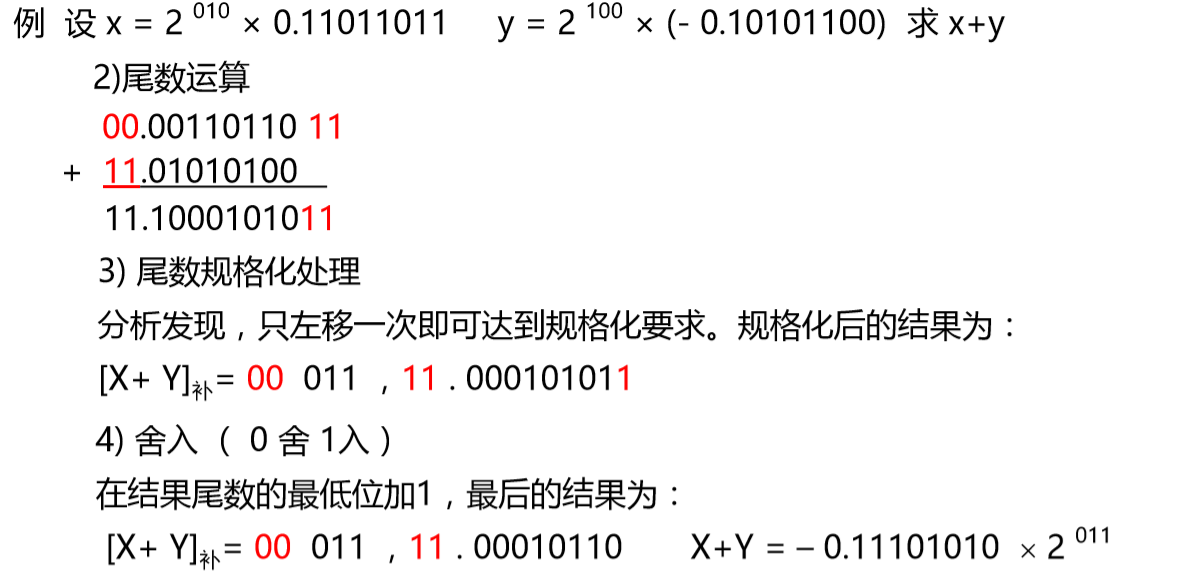 例 设 x = 2 010 × 0.11011011 y = 2 100 × (- 0.10101100) 求 x+y
2)尾数运算
00.00110110 11
+ 11.01010100
11.1000101011
3) 尾数规格化处理
分析发现，只左移一次即可达到规格化要求。规格化后的结果为：
[X+ Y]补= 00 011 , 11 . 000101011
4) 舍入 ( 0 舍 1入 )
在结果尾数的最低位加1，最后的结果为：
[X+ Y]补= 00 011 , 11 . 00010110 X+Y = – 0.11101010 × 2 011